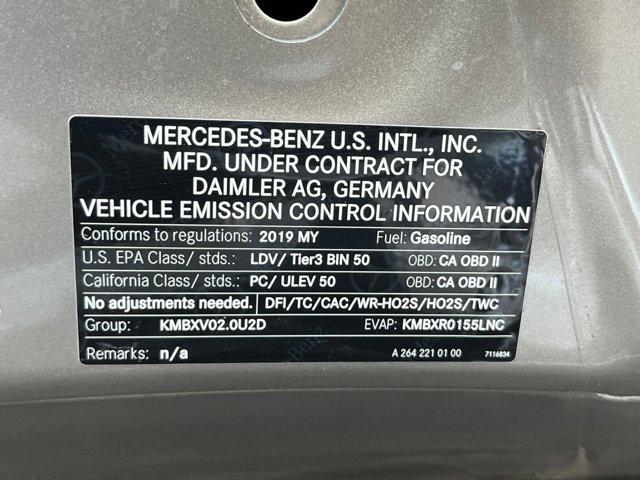 MERCEDES-BENZ U.S. INTL., INC.
MFD. UNDER CONTRACT FOR
DAIMLER AG, GERMANY
VEHICLE EMISSION CONTROL INFORMATION
Conforms to regulations: 2019 MY Fuel: Gasoline
U.S. EPA Class/ stds.: LDV/ Tier3 BIN 50 OBD: CA OBD II
California Class/ stds.: PC/ ULEV 50 OBD: CA OBD II
No adjustments needed. DFI/TC/CAC/WR-HO2S/HO2S/TWC
Group: KMBXV02.0U2D EVAP: KMBXR0155LNC
Remarks: n/a A 264 221 01 00 7116834